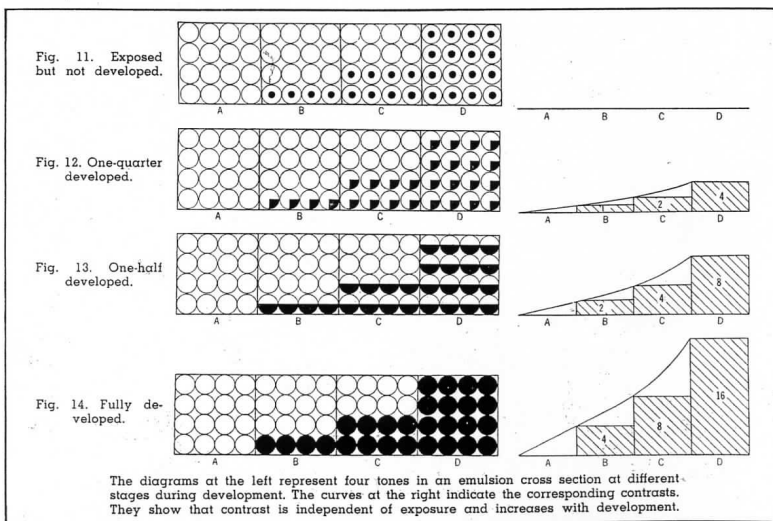 Fig. 11. Exposed
but not developed.
A B C D
A B C D
Fig. 12. One-quarter
developed.
2 4
A B C D
A B C D
Fig. 13. One-half
developed.
2 4 8
A B C D
A B C D
Fig. 14. Fully de-
veloped.
4 8 16
A B C D
A B C D
The diagrams at the left represent four tones in an emulsion cross section at different
stages during development. The curves at the right indicate the corresponding contrasts.
They show that contrast is independent of exposure and increases with development.